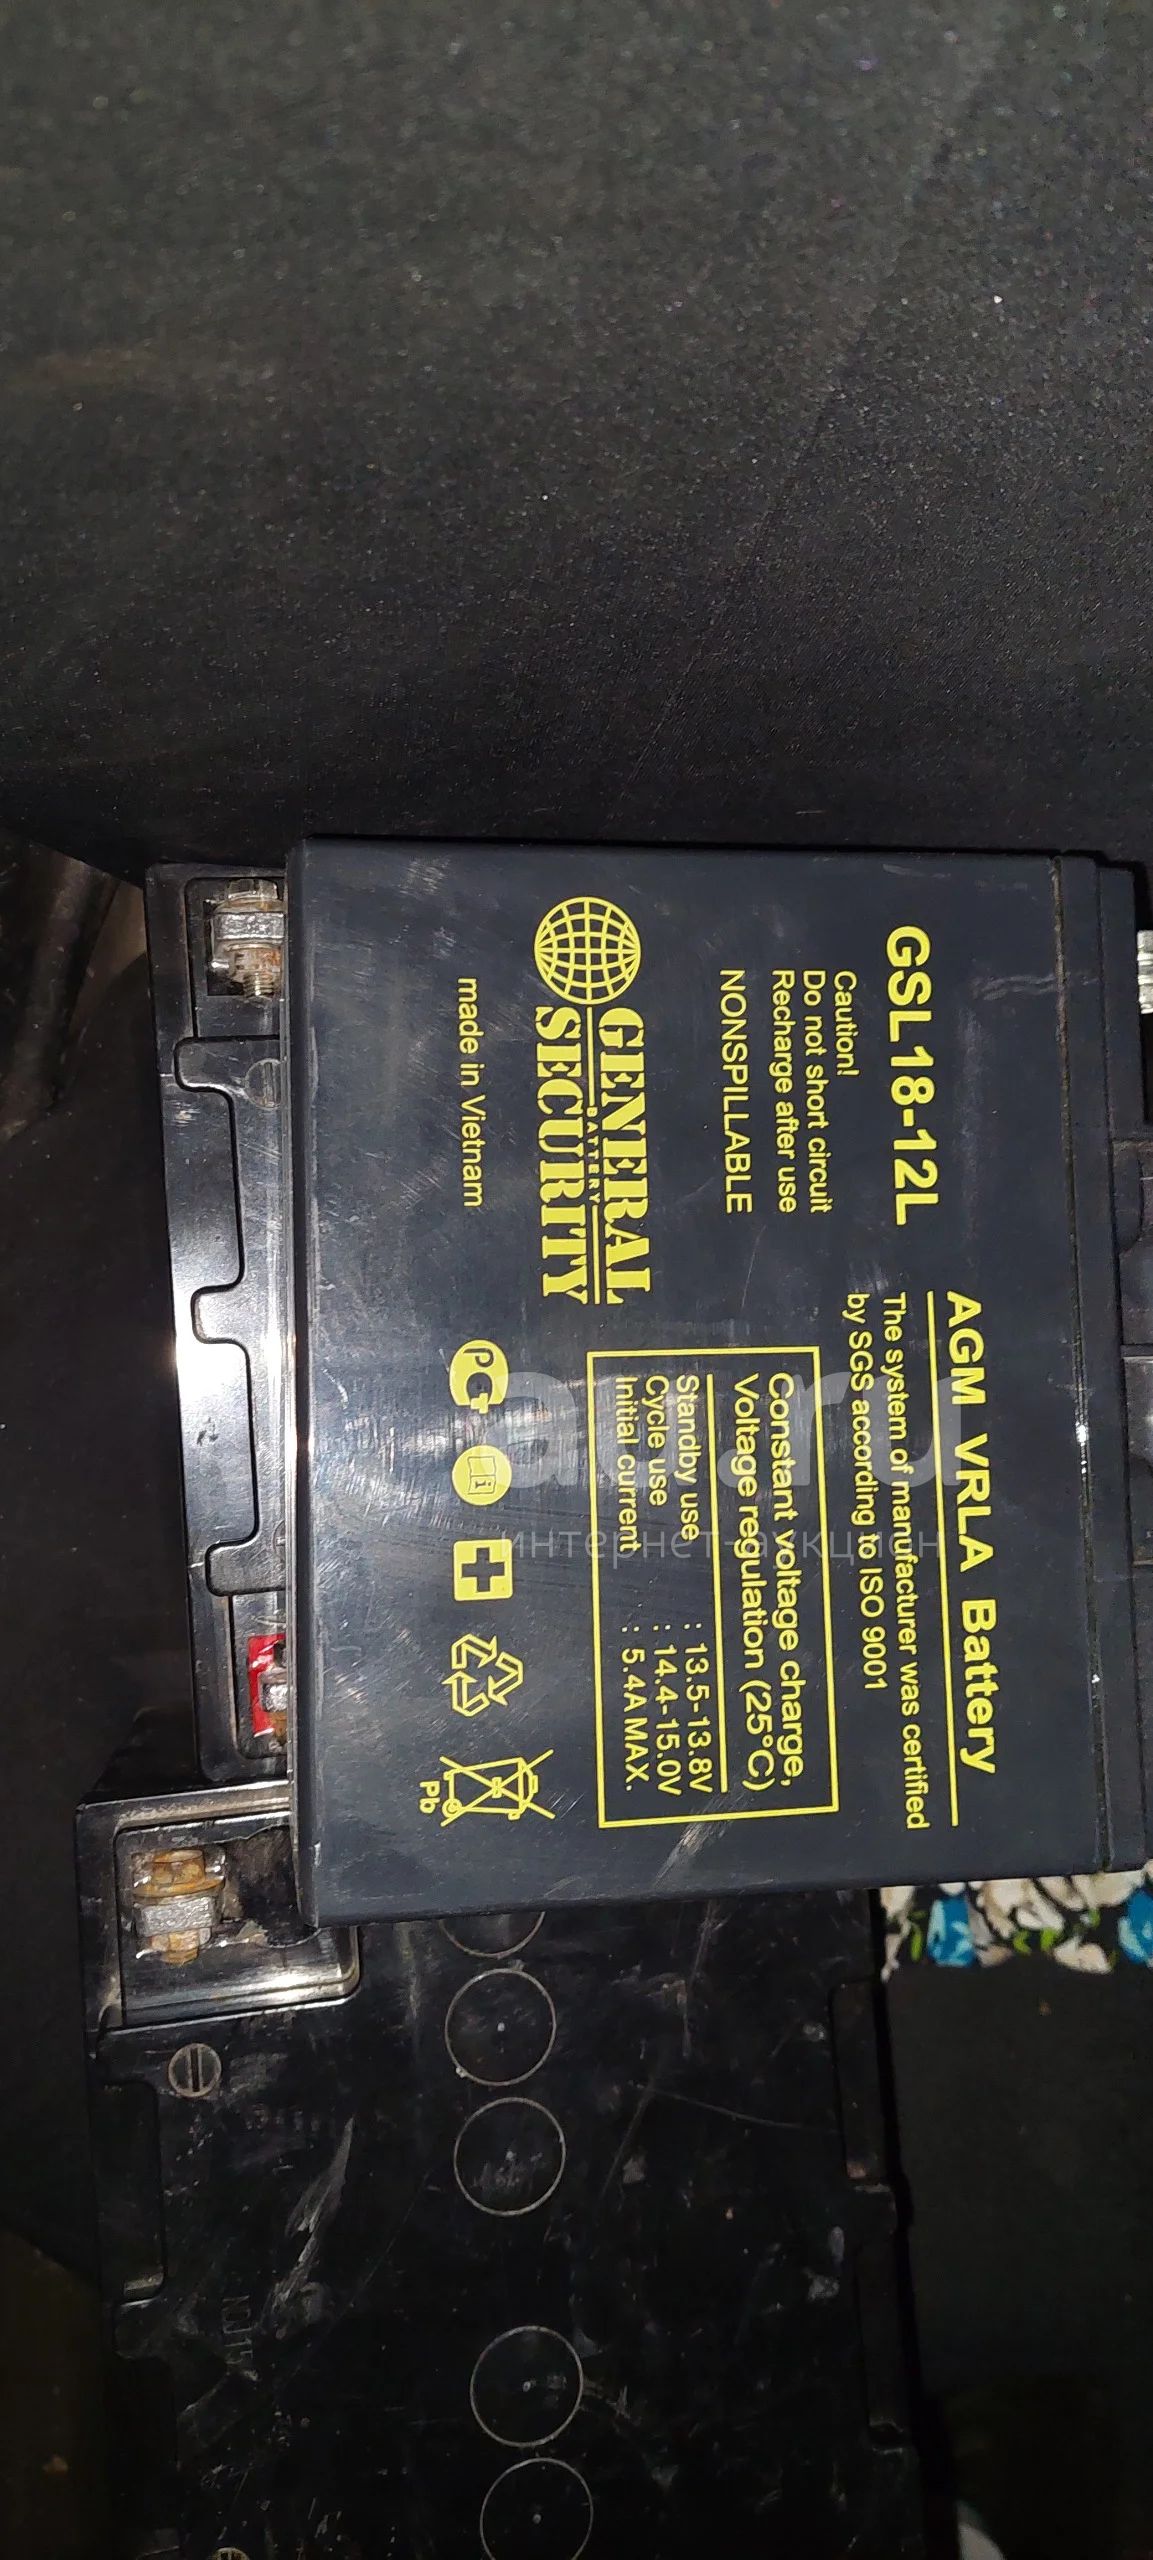 GSL18-12L
Caution!
Do not short circuit
Recharge after use
NONSPILLABLE
GENERAL
BATTERY
SECURITY
made in Vietnam
AGM VRLA Battery
The system of manufacturer was certified
by SGS according to ISO 9001
Constant voltage charge,
Voltage regulation (25°C)
Standby use : 13.5-13.8V
Cycle use : 14.4-15.0V
Initial current : 5.4A MAX.
Pb
au.ru
интернет-аукцион